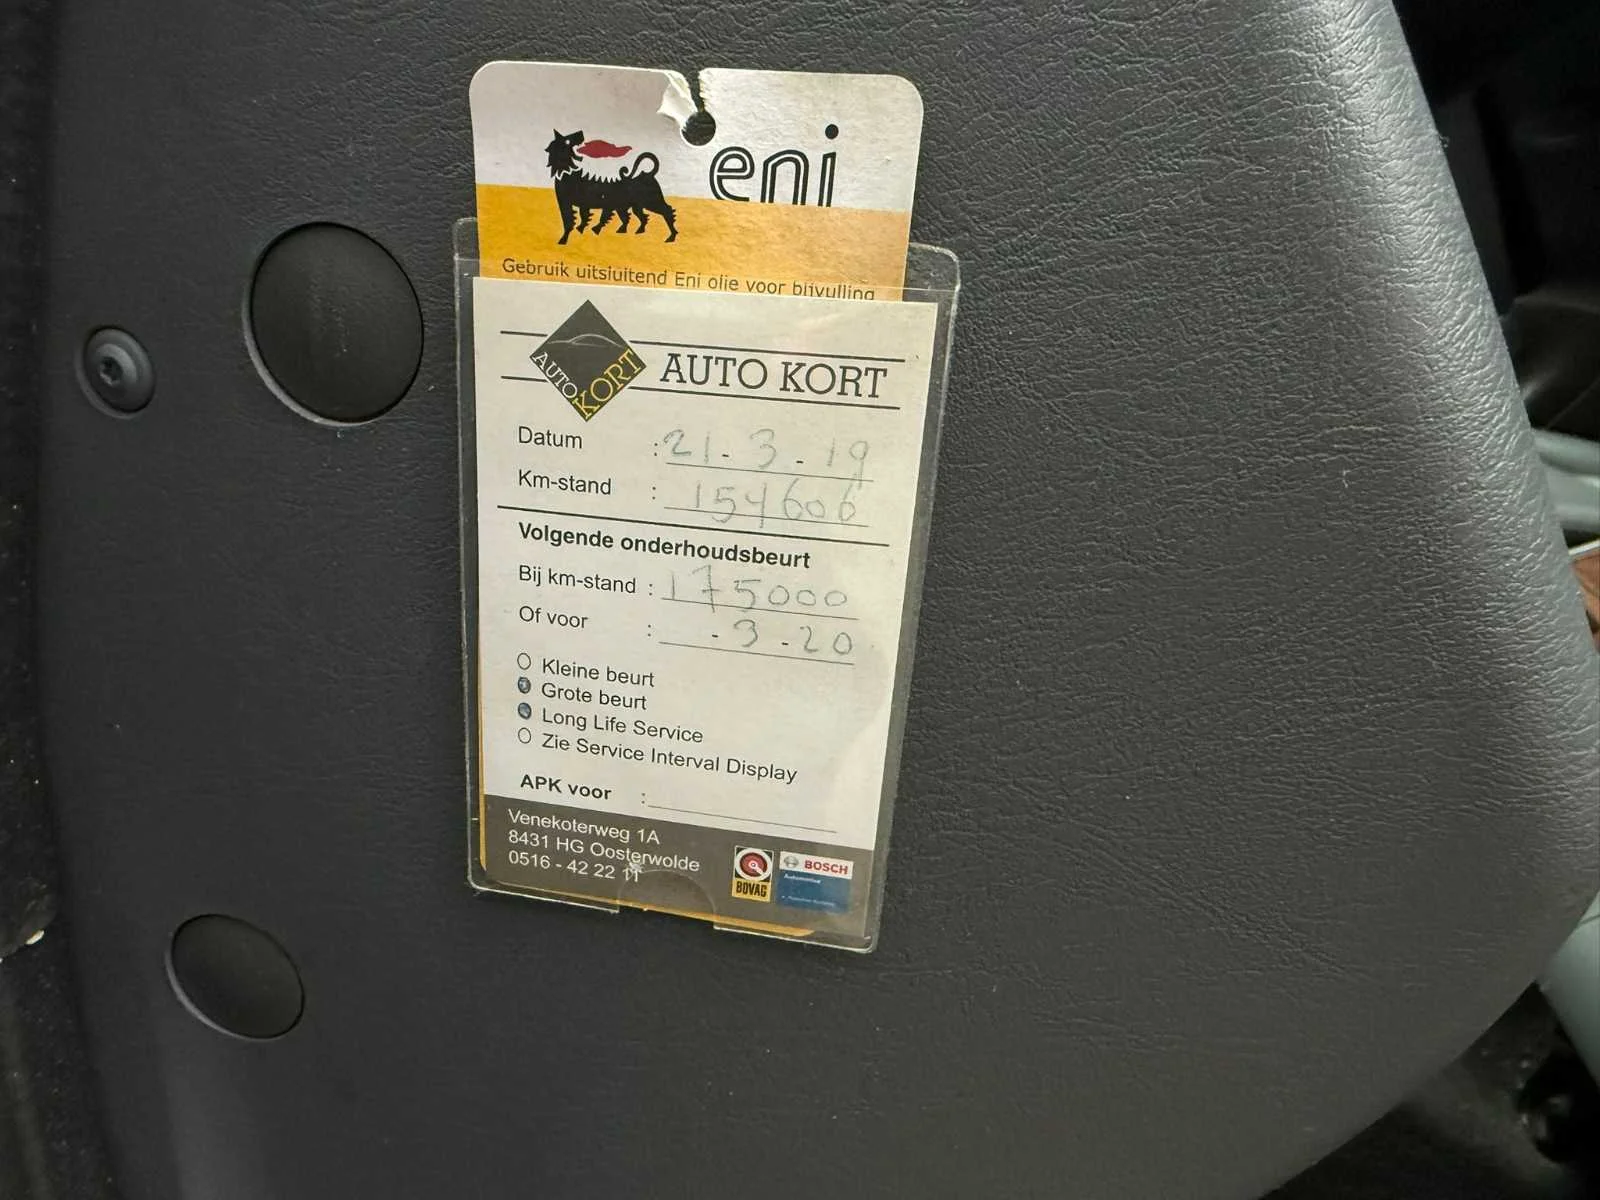 eni
Gebruik uitsluitend Eni olie voor bijvulling
AUTO
KORT
AUTO KORT
Datum : 21-3-19
Km-stand : 154606
Volgende onderhoudsbeurt
Bij km-stand : 175000
Of voor : -3-20
Kleine beurt
Grote beurt
Long Life Service
Zie Service Interval Display
APK voor :
Venekoterweg 1A
8431 HG Oosterwolde
0516 - 42 22 11
BOVAG
BOSCH
Automotive